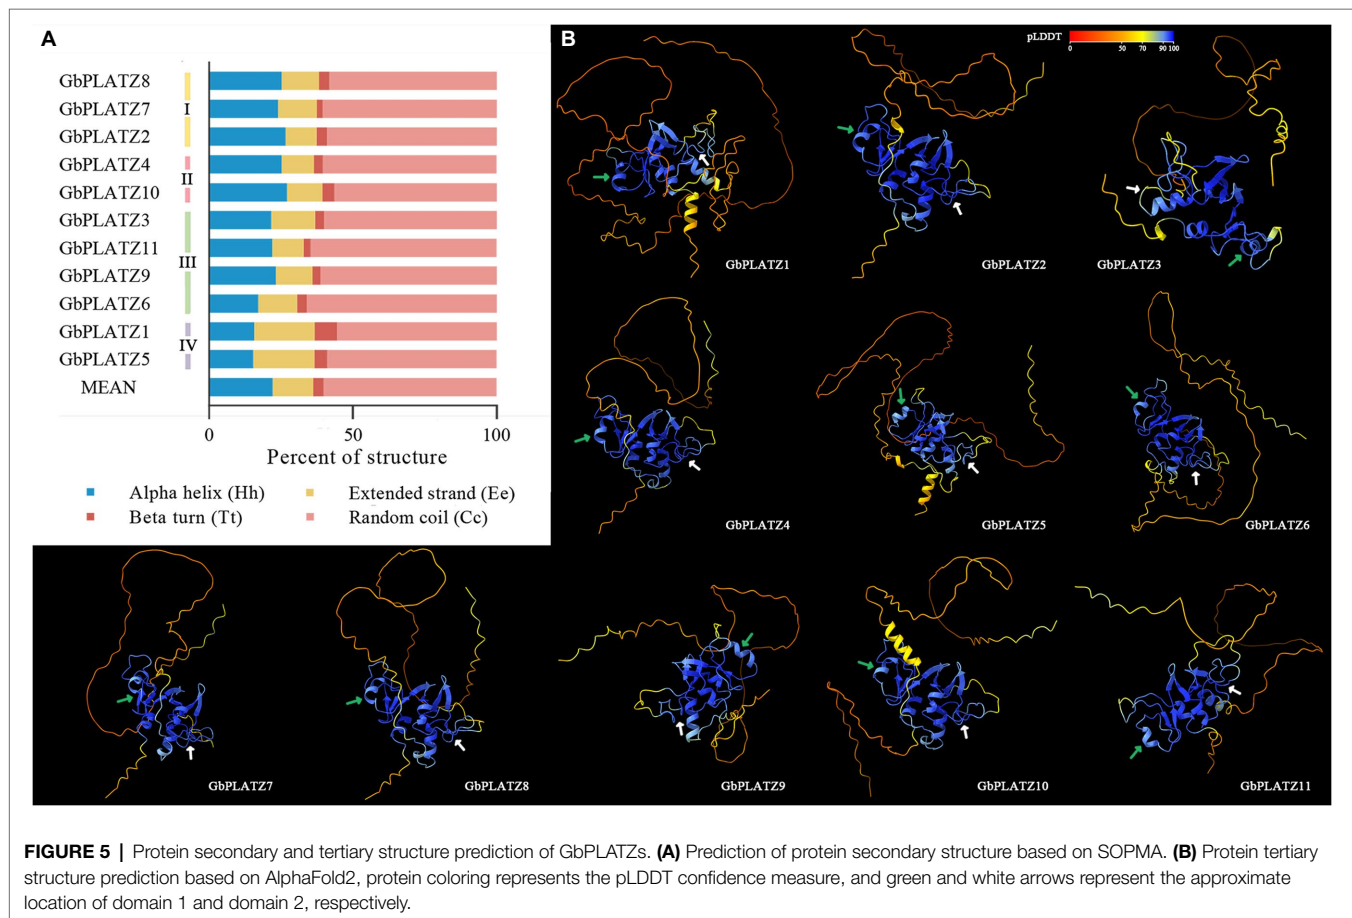 A
GbPLATZ8
GbPLATZ7
GbPLATZ2
GbPLATZ4
GbPLATZ10
GbPLATZ3
GbPLATZ11
GbPLATZ9
GbPLATZ6
GbPLATZ1
GbPLATZ5
MEAN
I
II
III
IV
0 50 100
Percent of structure
Alpha helix (Hh) Extended strand (Ee)
Beta turn (Tt) Random coil (Cc)
B
pLDDT
0 50 70 90 100
GbPLATZ1 GbPLATZ2 GbPLATZ3
GbPLATZ4 GbPLATZ5 GbPLATZ6
GbPLATZ7 GbPLATZ8 GbPLATZ9 GbPLATZ10 GbPLATZ11
FIGURE 5 | Protein secondary and tertiary structure prediction of GbPLATZs. (A) Prediction of protein secondary structure based on SOPMA. (B) Protein tertiary
structure prediction based on AlphaFold2, protein coloring represents the pLDDT confidence measure, and green and white arrows represent the approximate
location of domain 1 and domain 2, respectively.